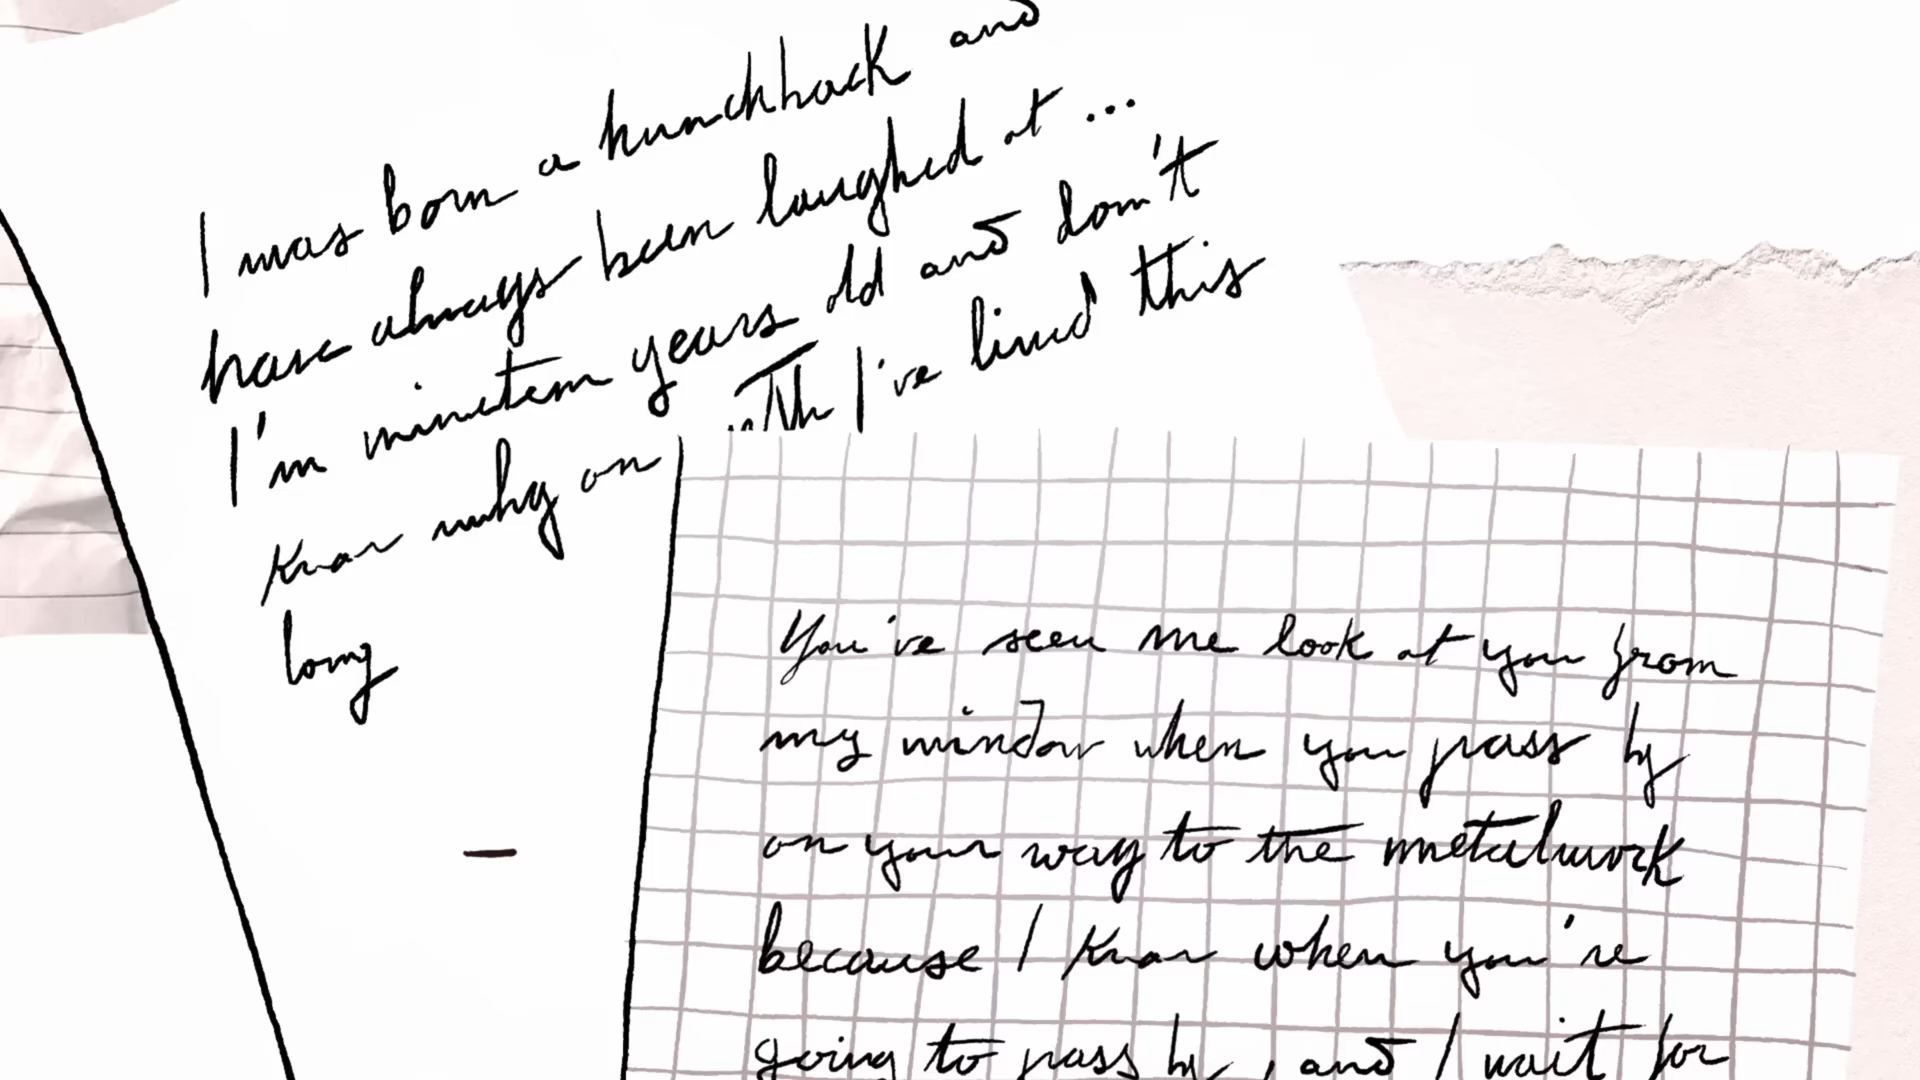 I was born a hunchback and
have always been laughed at ...
I'm nineteen years old and don't
know why on I've lived this
long
You've seen me look at you from
my window when you pass by
on your way to the metalwork
because I know when you're
going to pass by, and I wait for